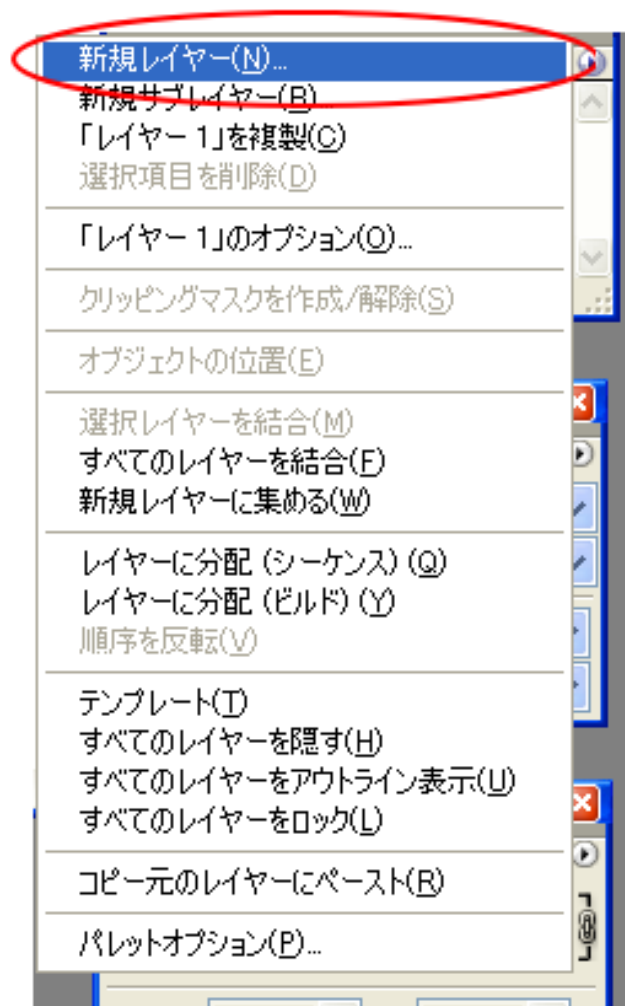 新規レイヤー(N)...
新規サブレイヤー(B)...
「レイヤー 1」を複製(C)
選択項目を削除(D)
「レイヤー 1」のオプション(O)...
クリッピングマスクを作成/解除(S)
オブジェクトの位置(E)
選択レイヤーを結合(M)
すべてのレイヤーを結合(F)
新規レイヤーに集める(W)
レイヤーに分配 (シーケンス) (Q)
レイヤーに分配 (ビルド) (Y)
順序を反転(V)
テンプレート(T)
すべてのレイヤーを隠す(H)
すべてのレイヤーをアウトライン表示(U)
すべてのレイヤーをロック(L)
コピー元のレイヤーにペースト(R)
パレットオプション(P)...